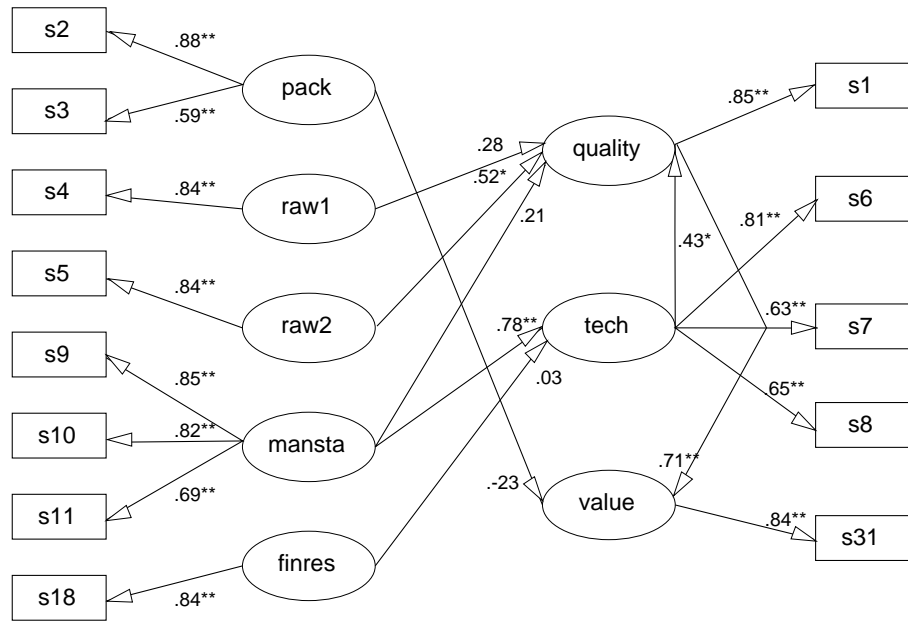 s2
.88**
pack
s3
.59**
s1
.85**
quality
.28
.52*
s4
.84**
raw1
.21
s6
.81**
.43*
s5
.84**
raw2
.78**
tech
.63**
s7
.03
s9
.85**
.65**
s8
s10
.82**
mansta
.71**
s11
.69**
.-23
value
.84**
s31
finres
s18
.84**